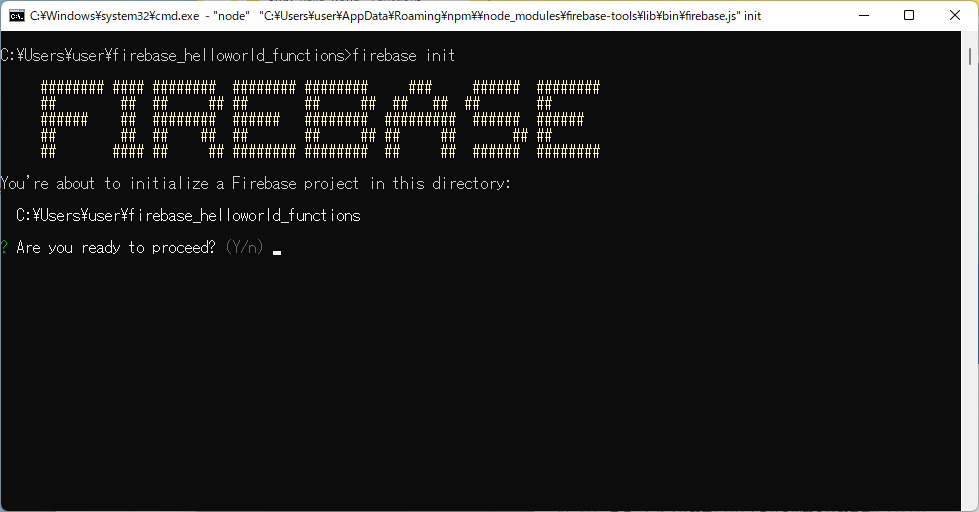 C:¥Windows¥system32¥cmd.exe - "node" "C:¥Users¥user¥AppData¥Roaming¥npm¥¥node_modules¥firebase-tools¥lib¥bin¥firebase.js" init
C:¥Users¥user¥firebase_helloworld_functions>firebase init
FIREBASE
You're about to initialize a Firebase project in this directory:
C:¥Users¥user¥firebase_helloworld_functions
? Are you ready to proceed? (Y/n)